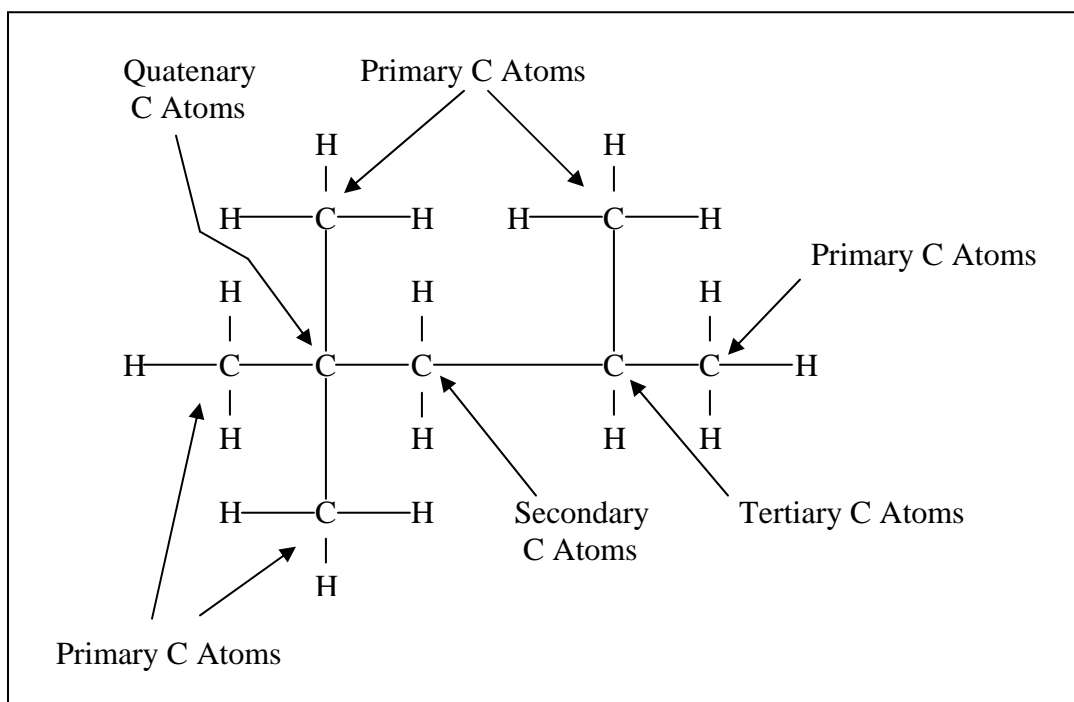 Quatenary
C Atoms
Primary C Atoms
H H
H C H H C H
Primary C Atoms
H H H
H C C C C C H
H H H H
H C H
Secondary
C Atoms
Tertiary C Atoms
H
Primary C Atoms